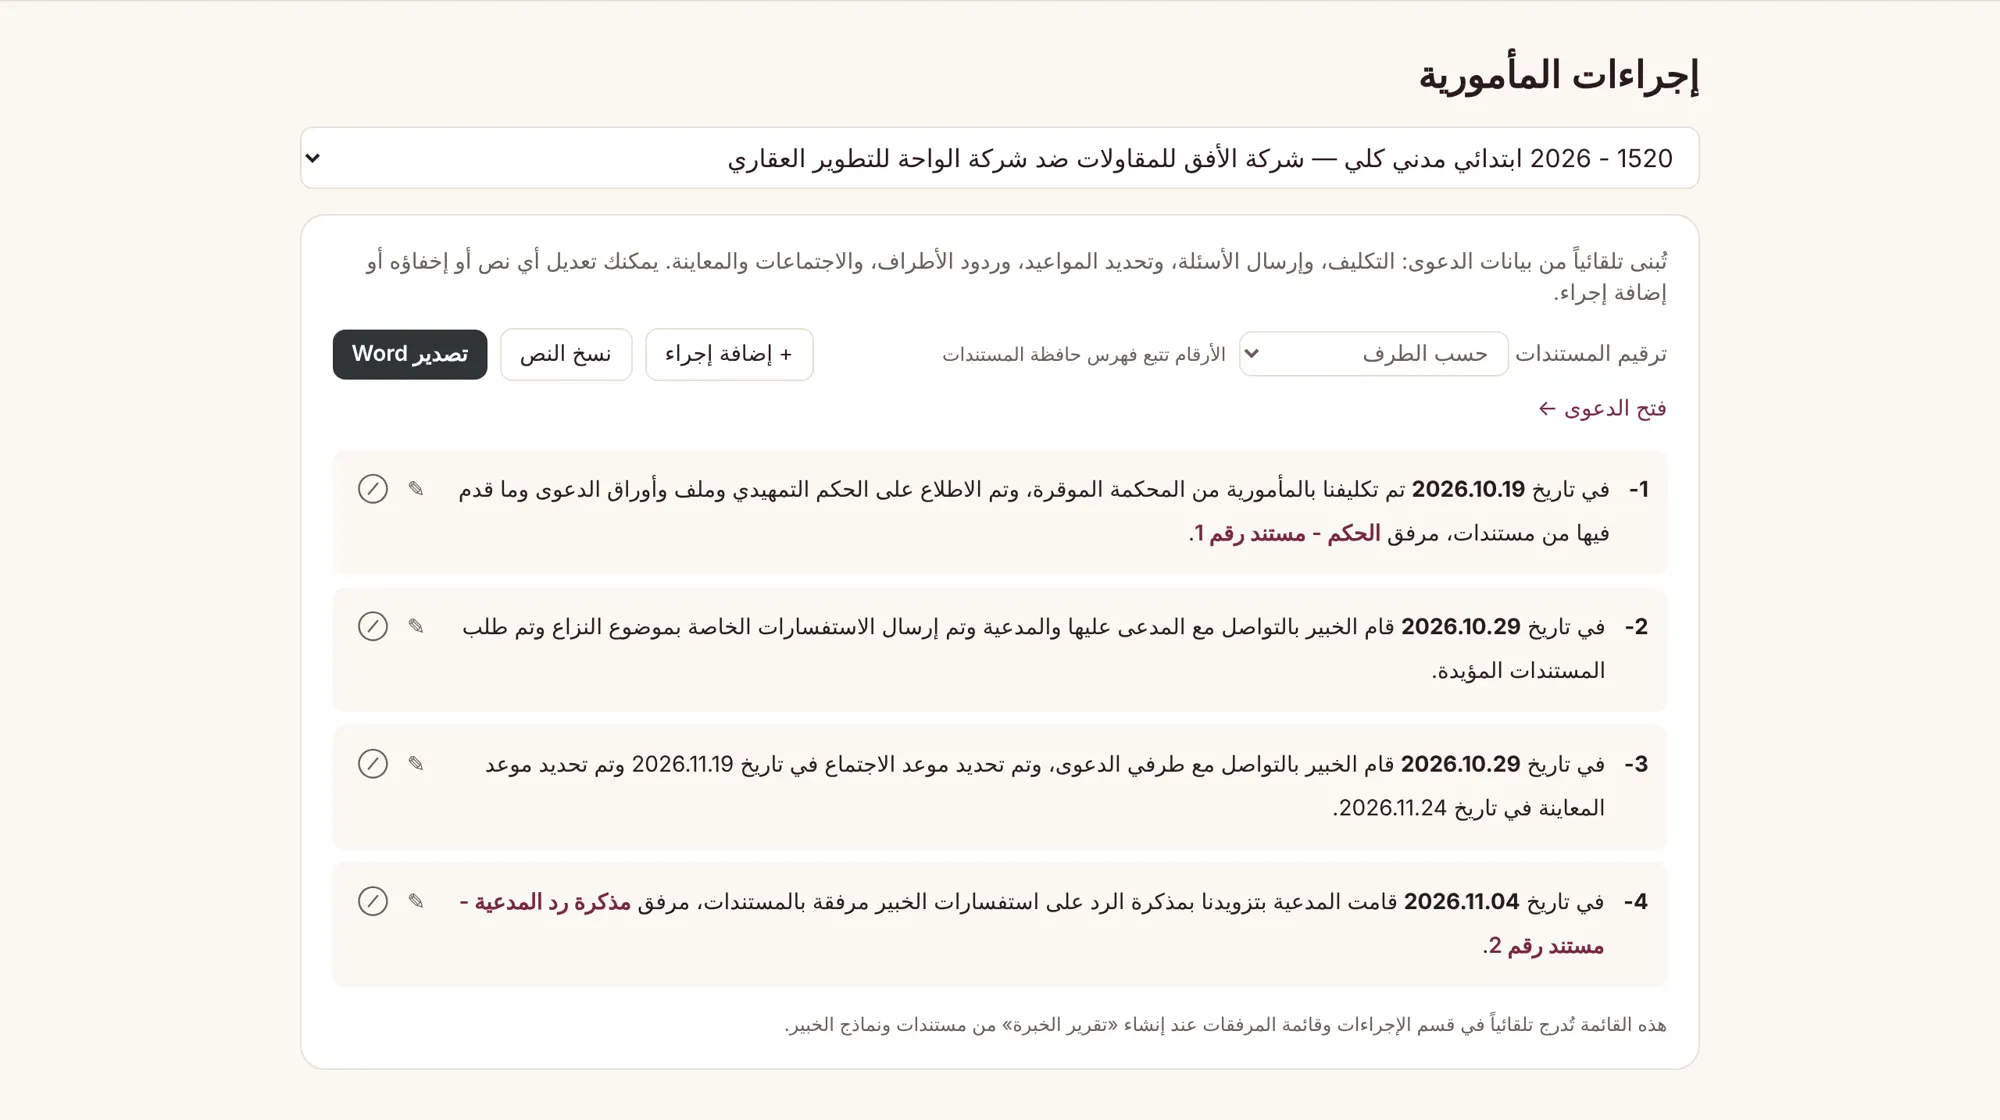 إجراءات المأمورية
1520 - 2026 ابتدائي مدني كلي — شركة الأفق للمقاولات ضد شركة الواحة للتطوير العقاري
تُبنى تلقائياً من بيانات الدعوى: التكليف، وإرسال الأسئلة، وتحديد المواعيد، وردود الأطراف، والاجتماعات والمعاينة. يمكنك تعديل أي نص أو إخفاؤه أو
إضافة إجراء.
ترقيم المستندات حسب الطرف الأرقام تتبع فهرس حافظة المستندات + إضافة إجراء نسخ النص تصدير Word
فتح الدعوى ←
1- في تاريخ 2026.10.19 تم تكليفنا بالمأمورية من المحكمة الموقرة، وتم الاطلاع على الحكم التمهيدي وملف وأوراق الدعوى وما قدم
فيها من مستندات، مرفق الحكم - مستند رقم 1.
2- في تاريخ 2026.10.29 قام الخبير بالتواصل مع المدعى عليها والمدعية وتم إرسال الاستفسارات الخاصة بموضوع النزاع وتم طلب
المستندات المؤيدة.
3- في تاريخ 2026.10.29 قام الخبير بالتواصل مع طرفي الدعوى، وتم تحديد موعد الاجتماع في تاريخ 2026.11.19 وتم تحديد موعد
المعاينة في تاريخ 2026.11.24.
4- في تاريخ 2026.11.04 قامت المدعية بتزويدنا بمذكرة الرد على استفسارات الخبير مرفقة بالمستندات، مرفق مذكرة رد المدعية -
مستند رقم 2.
هذه القائمة تُدرج تلقائياً في قسم الإجراءات وقائمة المرفقات عند إنشاء «تقرير الخبرة» من مستندات ونماذج الخبير.